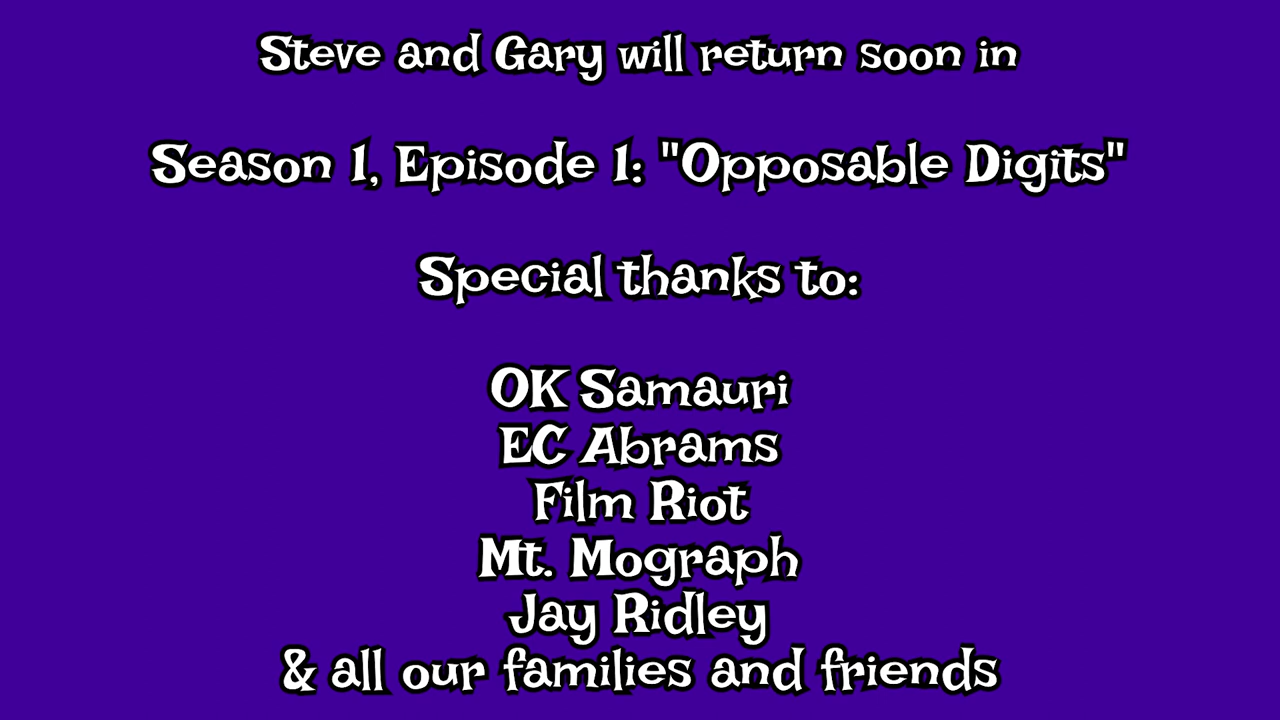 Steve and Gary will return soon in
Season 1, Episode 1: "Opposable Digits"
Special thanks to:
OK Samauri
EC Abrams
Film Riot
Mt. Mograph
Jay Ridley
& all our families and friends